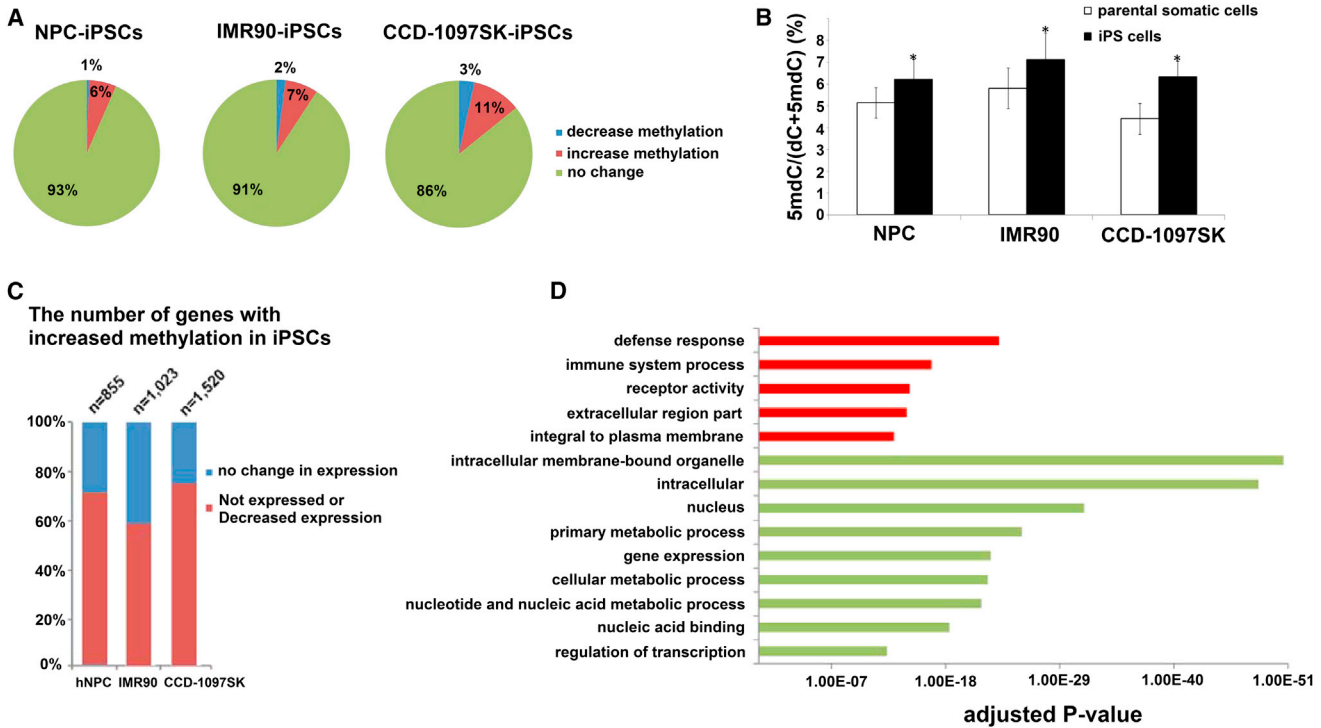 A
NPC-iPSCs
IMR90-iPSCs
CCD-1097SK-iPSCs
1%
6%
93%
2%
7%
91%
3%
11%
86%
decrease methylation
increase methylation
no change
B
parental somatic cells
iPS cells
5mdC/(dC+5mdC) (%)
8
7
6
5
4
3
2
1
0
*
*
*
NPC
IMR90
CCD-1097SK
C
The number of genes with
increased methylation in iPSCs
n=855
n=1,023
n=1,520
100%
80%
60%
40%
20%
0%
no change in expression
Not expressed or
Decreased expression
hNPC
IMR90
CCD-1097SK
D
defense response
immune system process
receptor activity
extracellular region part
integral to plasma membrane
intracellular membrane-bound organelle
intracellular
nucleus
primary metabolic process
gene expression
cellular metabolic process
nucleotide and nucleic acid metabolic process
nucleic acid binding
regulation of transcription
1.00E-07
1.00E-18
1.00E-29
1.00E-40
1.00E-51
adjusted P-value